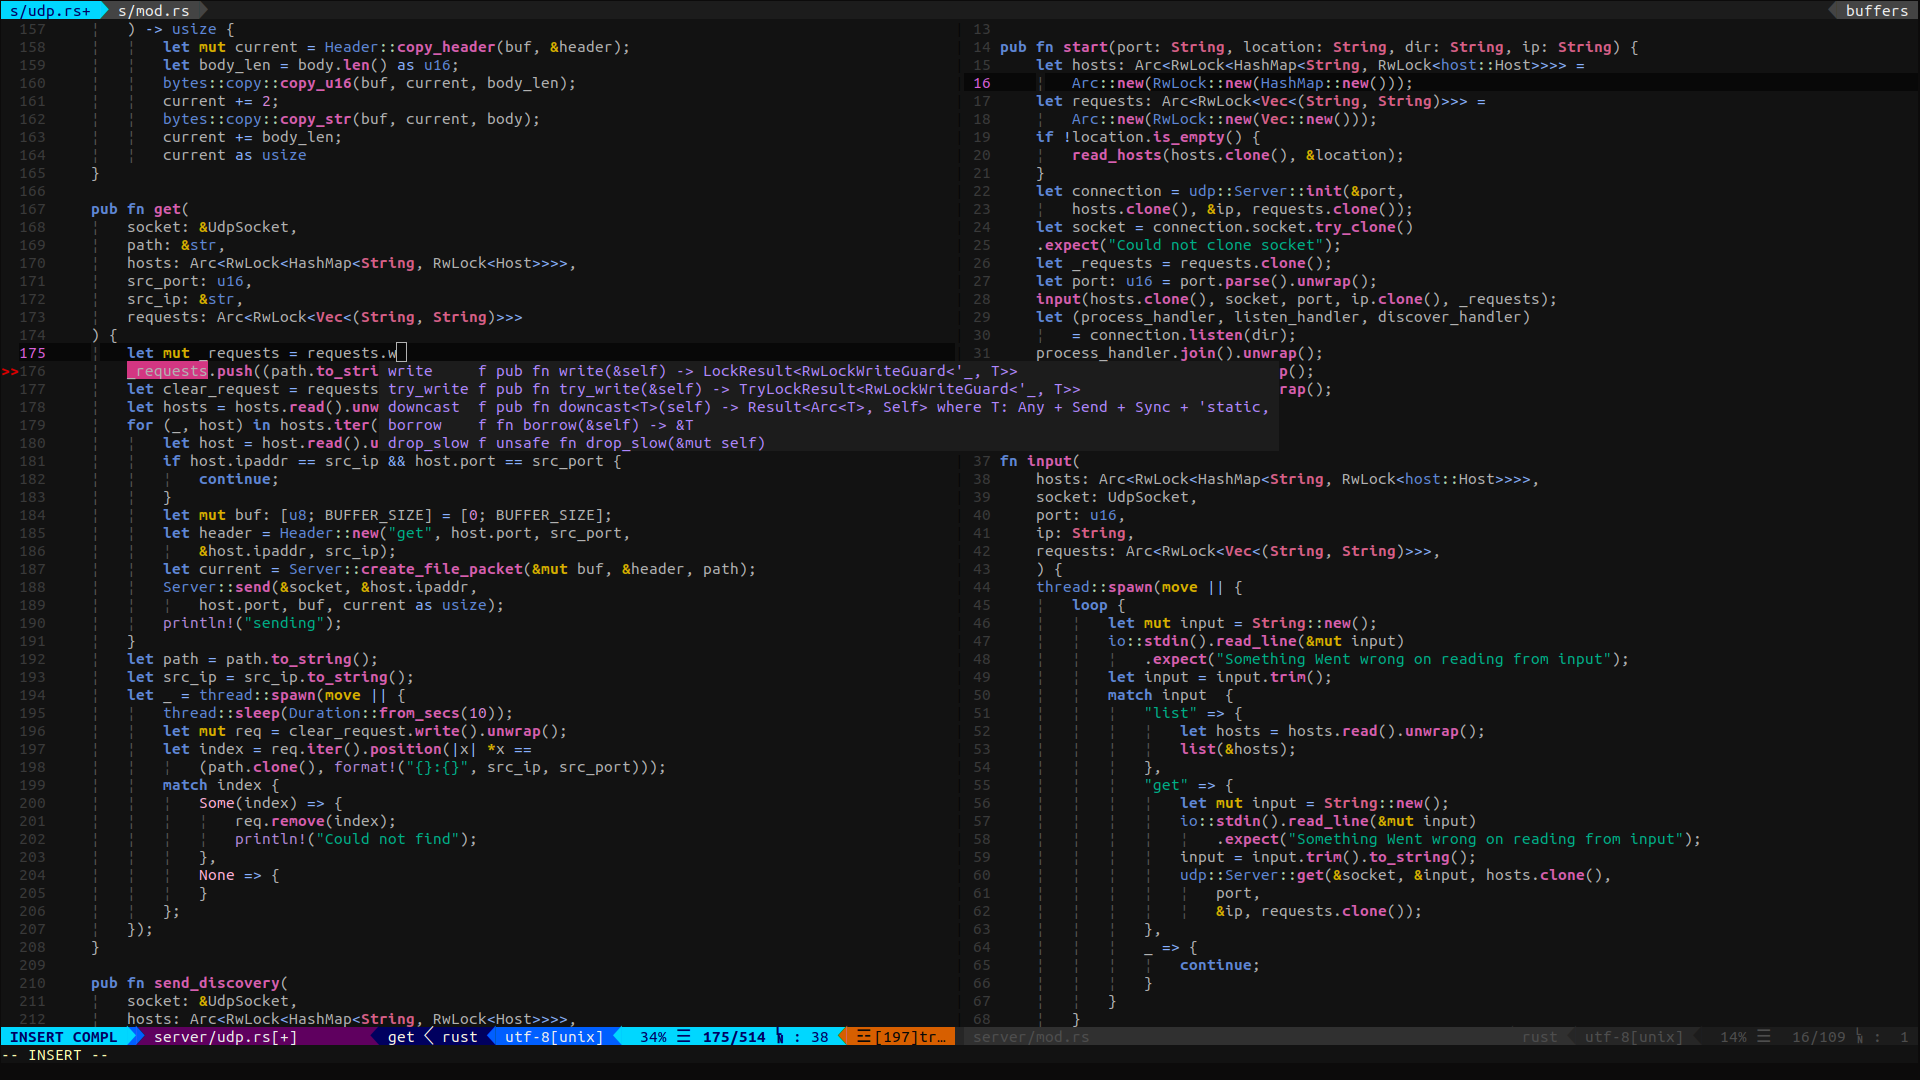 s/udp.rs+ s/mod.rs buffers
157 ) -> usize {
158 let mut current = Header::copy_header(buf, &header);
159 let body_len = body.len() as u16;
160 bytes::copy::copy_u16(buf, current, body_len);
161 current += 2;
162 bytes::copy::copy_str(buf, current, body);
163 current += body_len;
164 current as usize
165 }
166
167 pub fn get(
168 socket: &UdpSocket,
169 path: &str,
170 hosts: Arc<RwLock<HashMap<String, RwLock<Host>>>>,
171 src_port: u16,
172 src_ip: &str,
173 requests: Arc<RwLock<Vec<(String, String)>>>
174 ) {
175 let mut _requests = requests.w
>>176 _requests.push((path.to_stri
177 let clear_request = requests
178 let hosts = hosts.read().unw
179 for (_, host) in hosts.iter(
180 let host = host.read().u
write f pub fn write(&self) -> LockResult<RwLockWriteGuard<'_, T>>
try_write f pub fn try_write(&self) -> TryLockResult<RwLockWriteGuard<'_, T>>
downcast f pub fn downcast<T>(self) -> Result<Arc<T>, Self> where T: Any + Send + Sync + 'static,
borrow f fn borrow(&self) -> &T
drop_slow f unsafe fn drop_slow(&mut self)
181 if host.ipaddr == src_ip && host.port == src_port {
182 continue;
183 }
184 let mut buf: [u8; BUFFER_SIZE] = [0; BUFFER_SIZE];
185 let header = Header::new("get", host.port, src_port,
186 &host.ipaddr, src_ip);
187 let current = Server::create_file_packet(&mut buf, &header, path);
188 Server::send(&socket, &host.ipaddr,
189 host.port, buf, current as usize);
190 println!("sending");
191 }
192 let path = path.to_string();
193 let src_ip = src_ip.to_string();
194 let _ = thread::spawn(move || {
195 thread::sleep(Duration::from_secs(10));
196 let mut req = clear_request.write().unwrap();
197 let index = req.iter().position(|x| *x ==
198 (path.clone(), format!("{}:{}", src_ip, src_port)));
199 match index {
200 Some(index) => {
201 req.remove(index);
202 println!("Could not find");
203 },
204 None => {
205 }
206 };
207 });
208 }
209
210 pub fn send_discovery(
211 socket: &UdpSocket,
212 hosts: Arc<RwLock<HashMap<String, RwLock<Host>>>>,
13
14 pub fn start(port: String, location: String, dir: String, ip: String) {
15 let hosts: Arc<RwLock<HashMap<String, RwLock<host::Host>>>> =
16 Arc::new(RwLock::new(HashMap::new()));
17 let requests: Arc<RwLock<Vec<(String, String)>>> =
18 Arc::new(RwLock::new(Vec::new()));
19 if !location.is_empty() {
20 read_hosts(hosts.clone(), &location);
21 }
22 let connection = udp::Server::init(&port,
23 hosts.clone(), &ip, requests.clone());
24 let socket = connection.socket.try_clone()
25 .expect("Could not clone socket");
26 let _requests = requests.clone();
27 let port: u16 = port.parse().unwrap();
28 input(hosts.clone(), socket, port, ip.clone(), _requests);
29 let (process_handler, listen_handler, discover_handler)
30 = connection.listen(dir);
31 process_handler.join().unwrap();
p();
rap();
37 fn input(
38 hosts: Arc<RwLock<HashMap<String, RwLock<host::Host>>>>,
39 socket: UdpSocket,
40 port: u16,
41 ip: String,
42 requests: Arc<RwLock<Vec<(String, String)>>>,
43 ) {
44 thread::spawn(move || {
45 loop {
46 let mut input = String::new();
47 io::stdin().read_line(&mut input)
48 .expect("Something Went wrong on reading from input");
49 let input = input.trim();
50 match input {
51 "list" => {
52 let hosts = hosts.read().unwrap();
53 list(&hosts);
54 },
55 "get" => {
56 let mut input = String::new();
57 io::stdin().read_line(&mut input)
58 .expect("Something Went wrong on reading from input");
59 input = input.trim().to_string();
60 udp::Server::get(&socket, &input, hosts.clone(),
61 port,
62 &ip, requests.clone());
63 },
64 _ => {
65 continue;
66 }
67 }
68 }
INSERT COMPL server/udp.rs[+] get rust utf-8[unix] 34% ☰ 175/514 ㏑ : 38 ☲[197]tr…
server/mod.rs rust utf-8[unix] 14% ☰ 16/109 ㏑ : 1
-- INSERT --